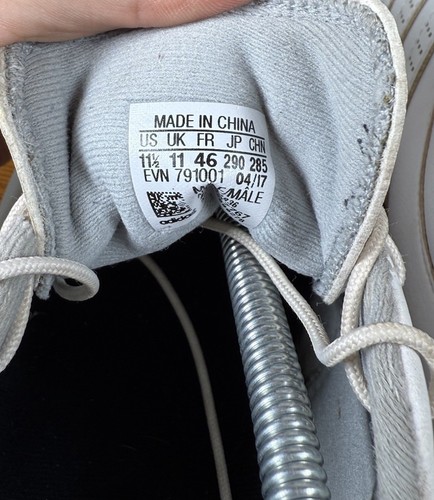 MADE IN CHINA
US UK FR JP CHN
11½ 11 46 290 285
EVN 791001 04/17
MÂLE
adidas